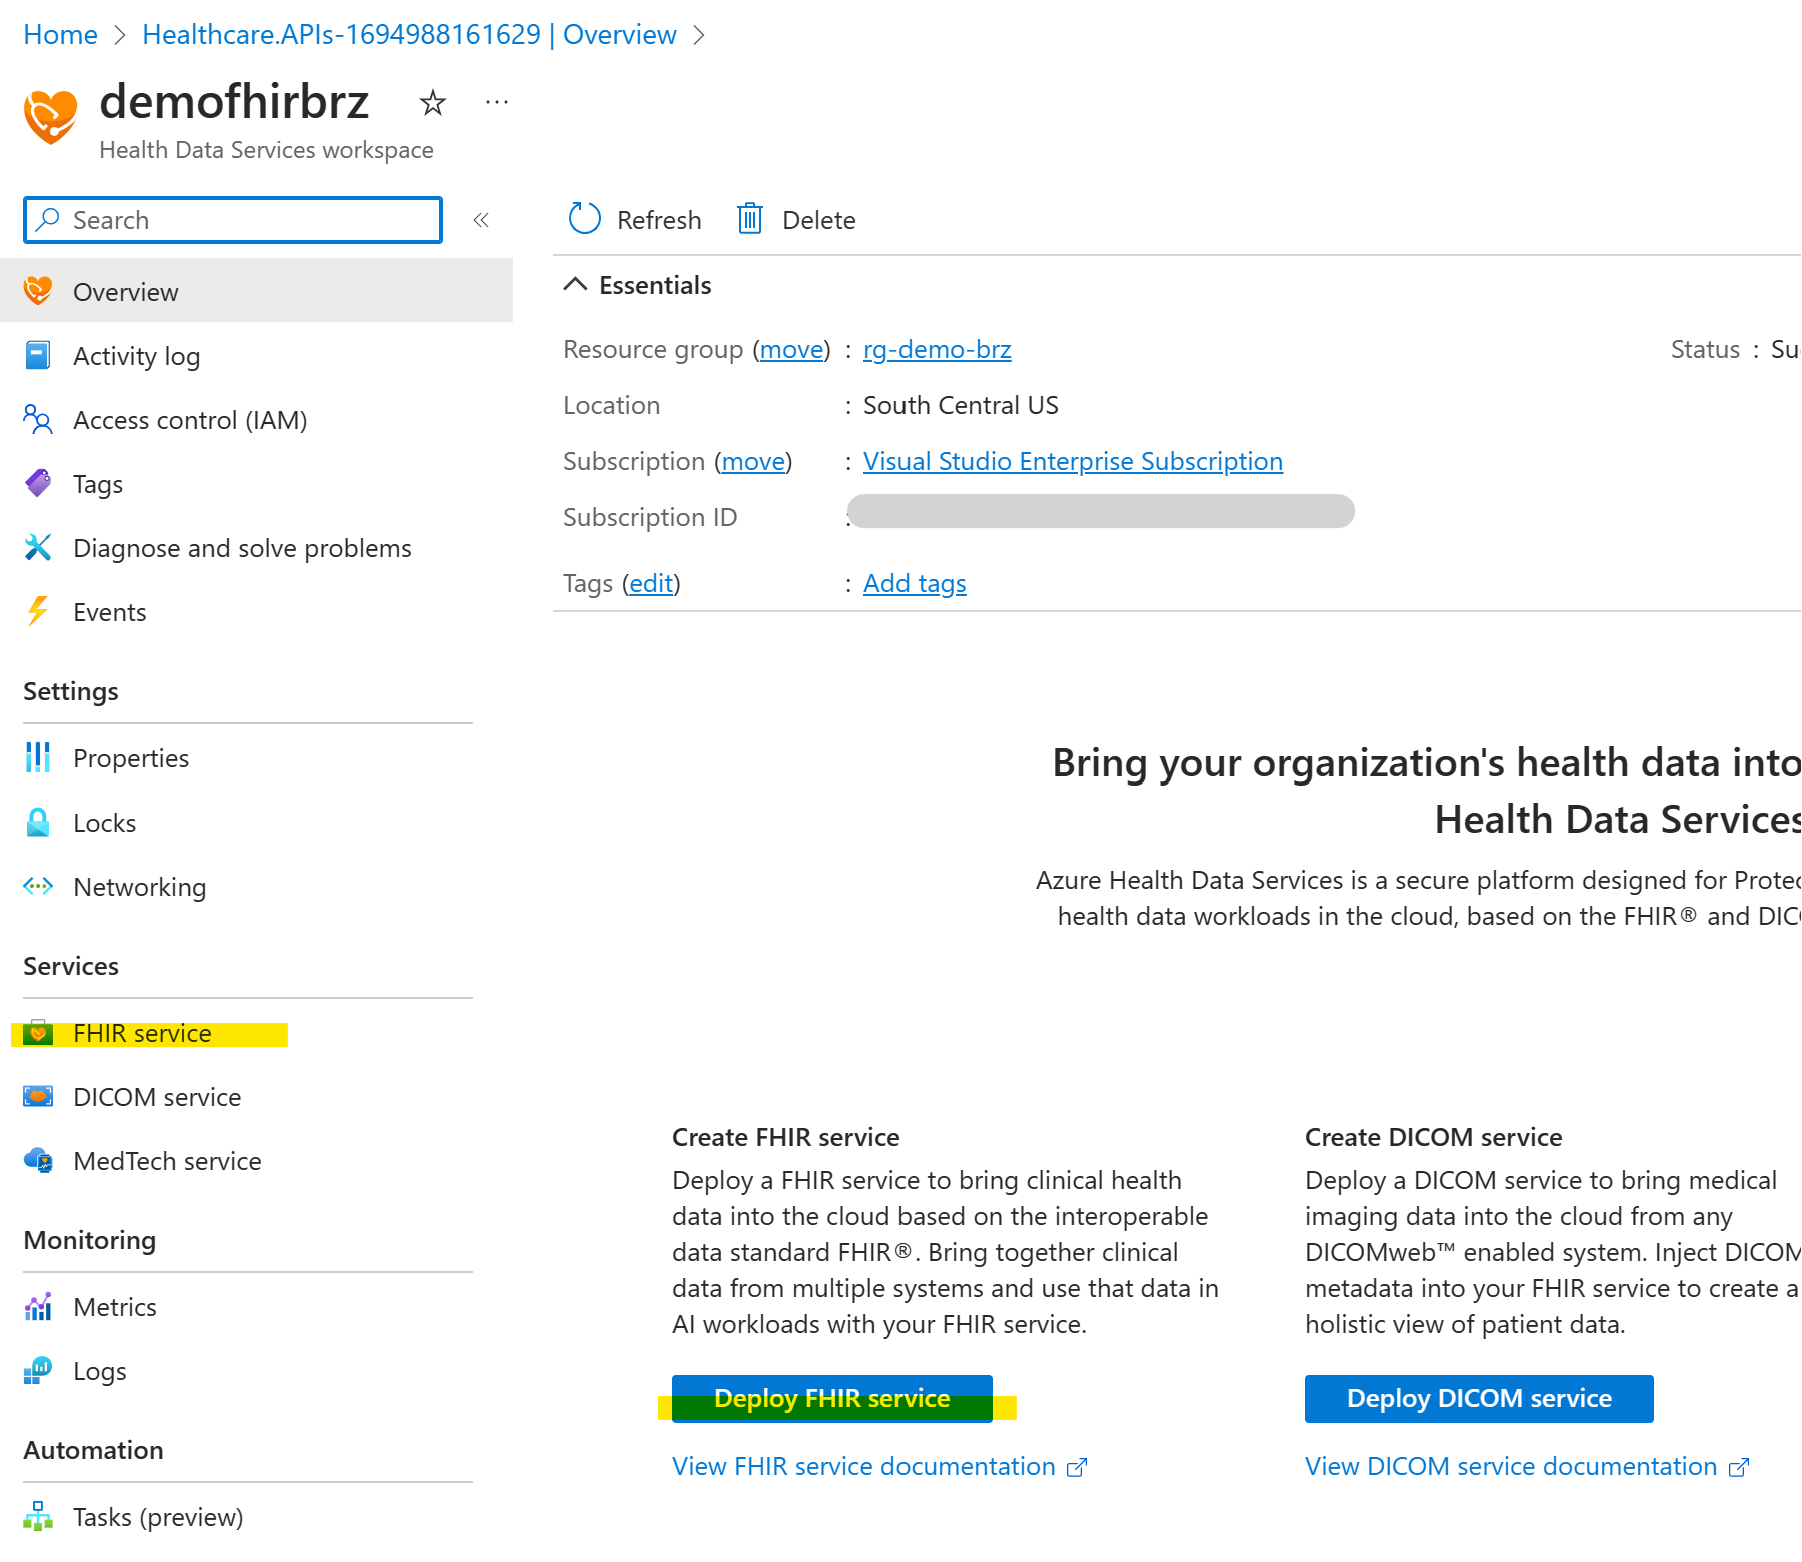 Home > Healthcare.APIs-1694988161629 | Overview >
demofhirbrz
Health Data Services workspace
Search
Overview
Activity log
Access control (IAM)
Tags
Diagnose and solve problems
Events
Settings
Properties
Locks
Networking
Services
FHIR service
DICOM service
MedTech service
Monitoring
Metrics
Logs
Automation
Tasks (preview)
Refresh
Delete
Essentials
Resource group (move) : rg-demo-brz
Status : Su
Location : South Central US
Subscription (move) : Visual Studio Enterprise Subscription
Subscription ID :
Tags (edit) : Add tags
Bring your organization's health data into
Health Data Services
Azure Health Data Services is a secure platform designed for Protec
health data workloads in the cloud, based on the FHIR® and DICO
Create FHIR service
Deploy a FHIR service to bring clinical health
data into the cloud based on the interoperable
data standard FHIR®. Bring together clinical
data from multiple systems and use that data in
AI workloads with your FHIR service.
Deploy FHIR service
View FHIR service documentation
Create DICOM service
Deploy a DICOM service to bring medical
imaging data into the cloud from any
DICOMweb™ enabled system. Inject DICOM
metadata into your FHIR service to create a
holistic view of patient data.
Deploy DICOM service
View DICOM service documentation